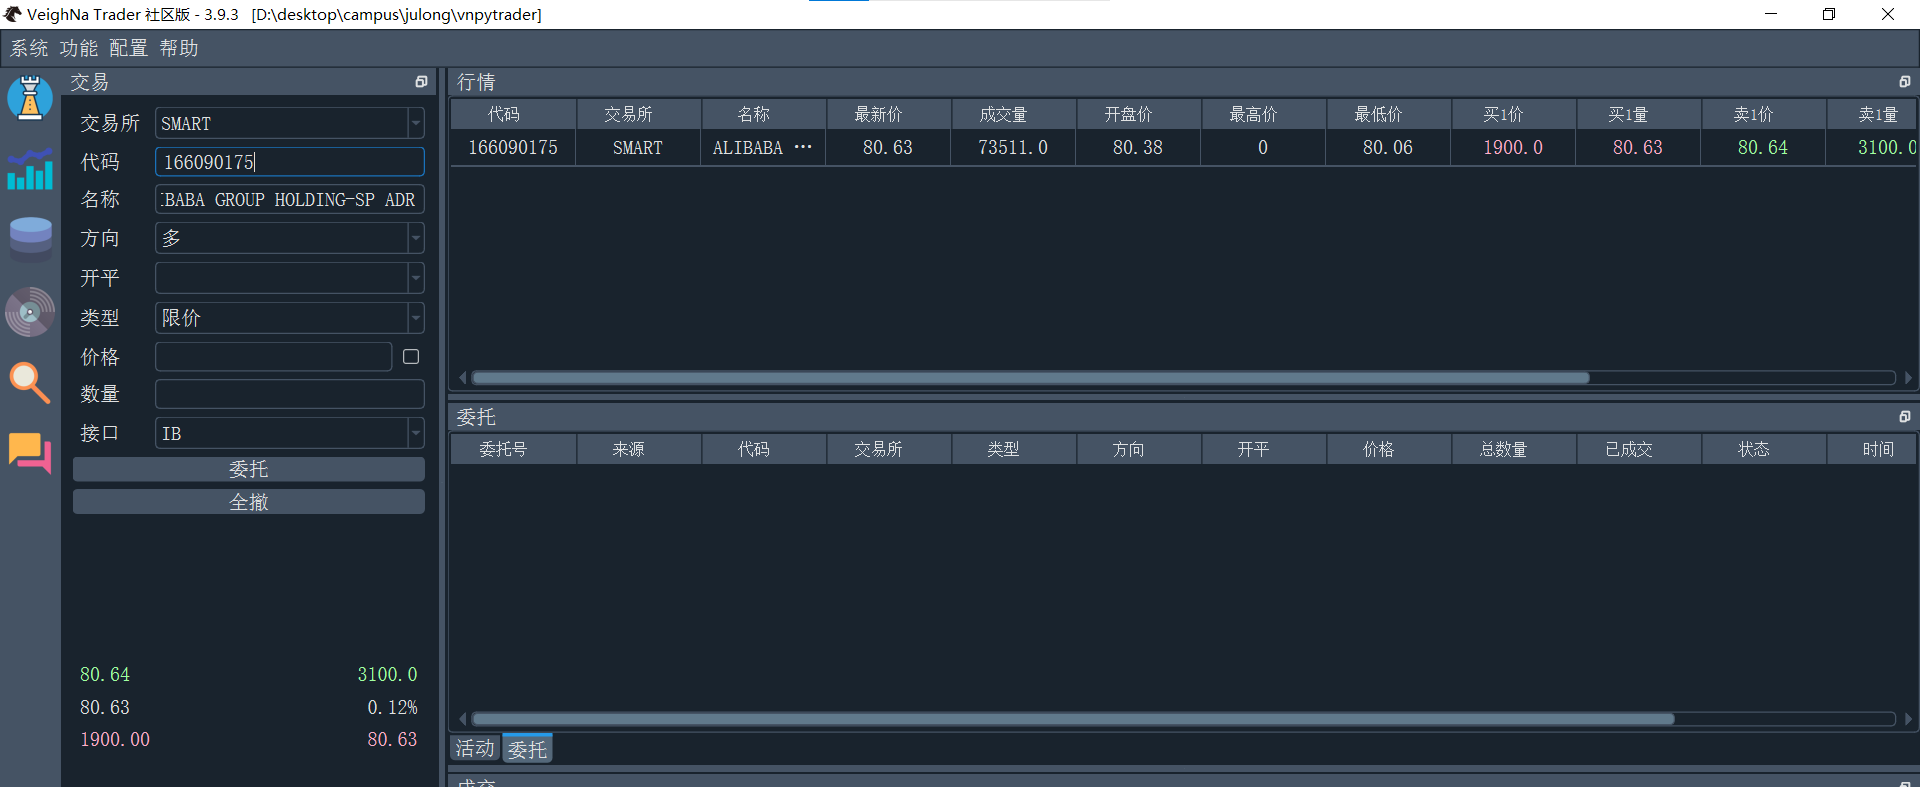 VeighNa Trader 社区版 - 3.9.3 [D:\desktop\campus\julong\vnpytrader]
系统 功能 配置 帮助
交易
交易所 SMART
代码 166090175
名称 BABA GROUP HOLDING-SP ADR
方向 多
开平
类型 限价
价格
数量
接口 IB
委托
全撤
80.64 3100.0
80.63 0.12%
1900.00 80.63
行情
代码 交易所 名称 最新价 成交量 开盘价 最高价 最低价 买1价 买1量 卖1价 卖1量
166090175 SMART ALIBABA ... 80.63 73511.0 80.38 0 80.06 1900.0 80.63 80.64 3100.0
委托
委托号 来源 代码 交易所 类型 方向 开平 价格 总数量 已成交 状态 时间
活动 委托